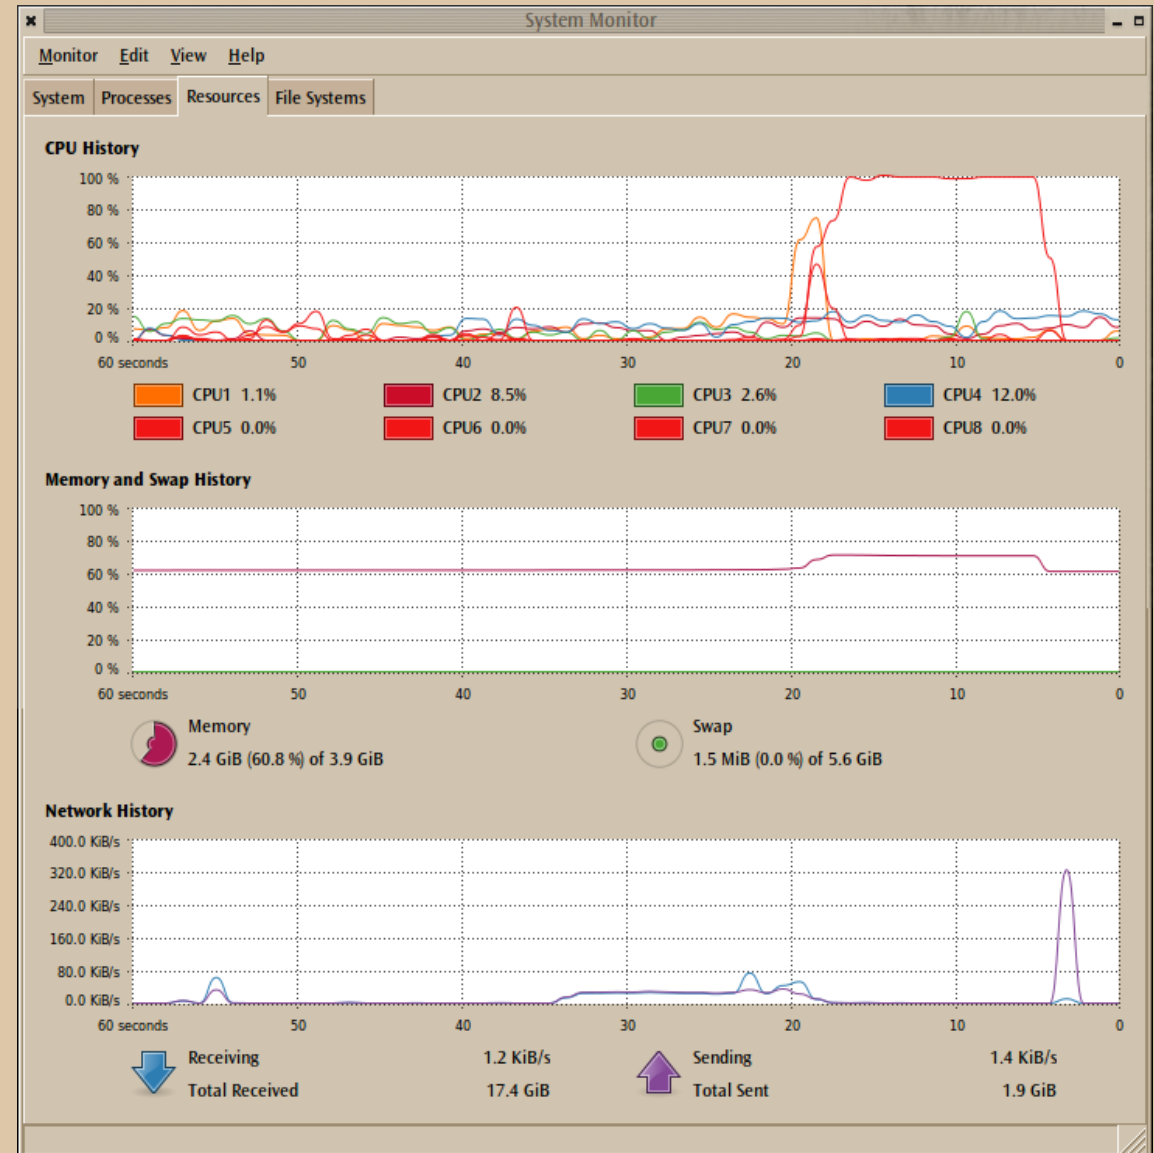 System Monitor
Monitor Edit View Help
System Processes Resources File Systems
CPU History
100 %
80 %
60 %
40 %
20 %
0 %
60 seconds 50 40 30 20 10 0
CPU1 1.1% CPU2 8.5% CPU3 2.6% CPU4 12.0%
CPU5 0.0% CPU6 0.0% CPU7 0.0% CPU8 0.0%
Memory and Swap History
100 %
80 %
60 %
40 %
20 %
0 %
60 seconds 50 40 30 20 10 0
Memory Swap
2.4 GiB (60.8 %) of 3.9 GiB 1.5 MiB (0.0 %) of 5.6 GiB
Network History
400.0 KiB/s
320.0 KiB/s
240.0 KiB/s
160.0 KiB/s
80.0 KiB/s
0.0 KiB/s
60 seconds 50 40 30 20 10 0
Receiving 1.2 KiB/s Sending 1.4 KiB/s
Total Received 17.4 GiB Total Sent 1.9 GiB